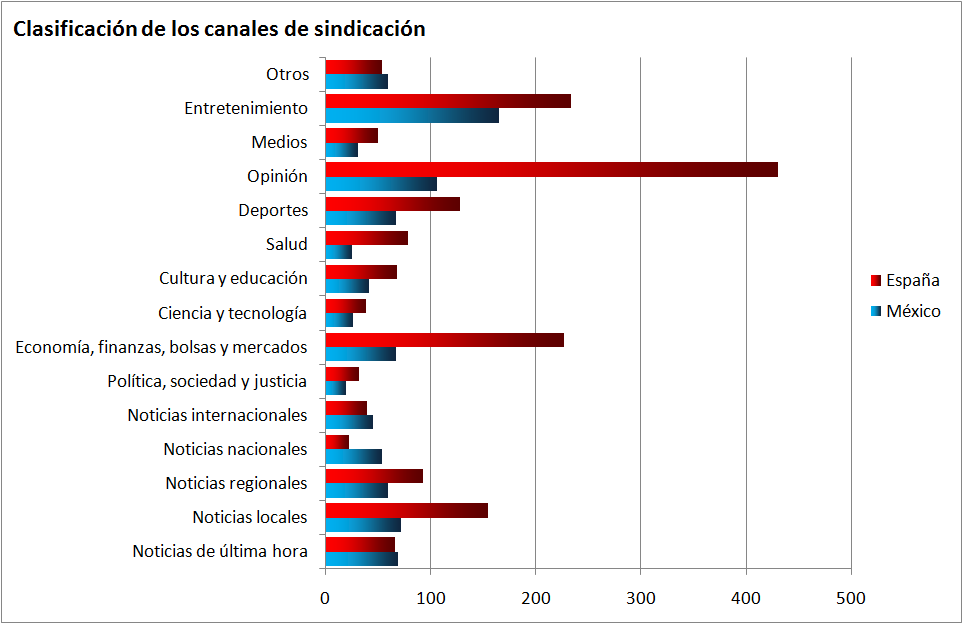 Clasificación de los canales de sindicación
Otros
Entretenimiento
Medios
Opinión
Deportes
Salud
Cultura y educación
Ciencia y tecnología
Economía, finanzas, bolsas y mercados
Política, sociedad y justicia
Noticias internacionales
Noticias nacionales
Noticias regionales
Noticias locales
Noticias de última hora
0 100 200 300 400 500
España
México